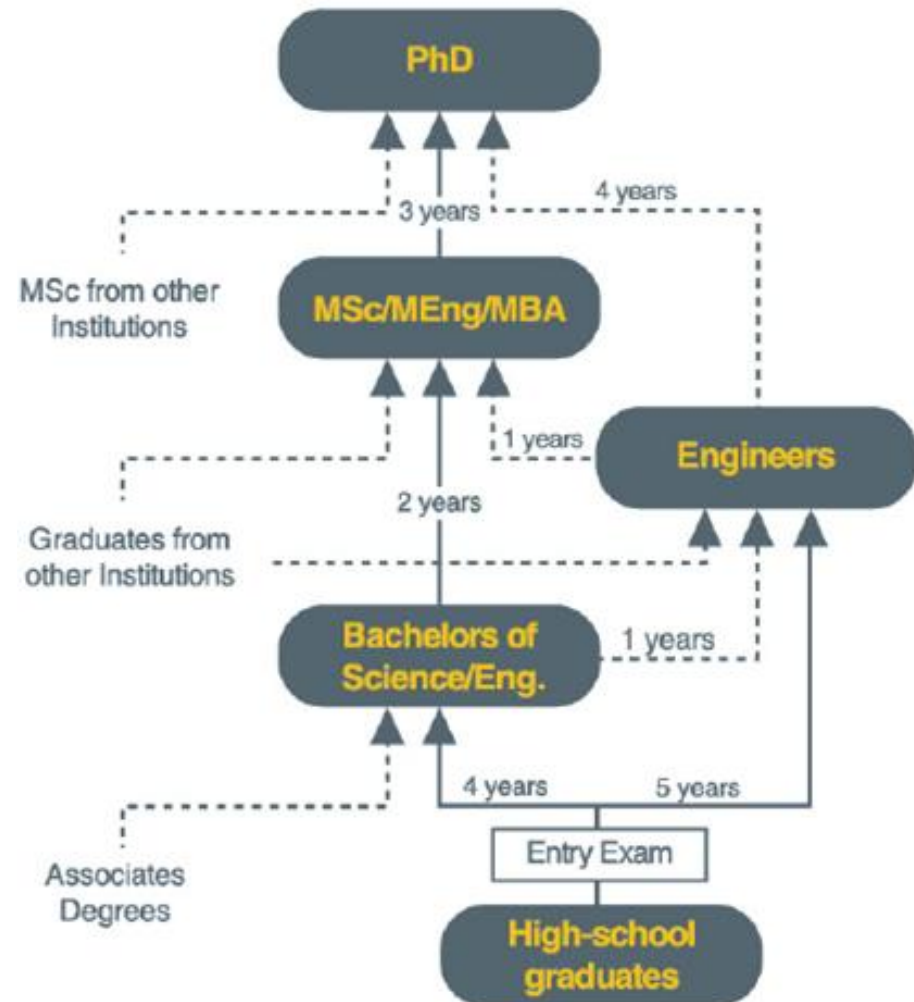 PhD
4 years
3 years
MSc from other
Institutions
MSc/MEng/MBA
1 years
Engineers
2 years
Graduates from
other Institutions
Bachelors of
Science/Eng.
1 years
4 years
5 years
Entry Exam
Associates
Degrees
High-school
graduates